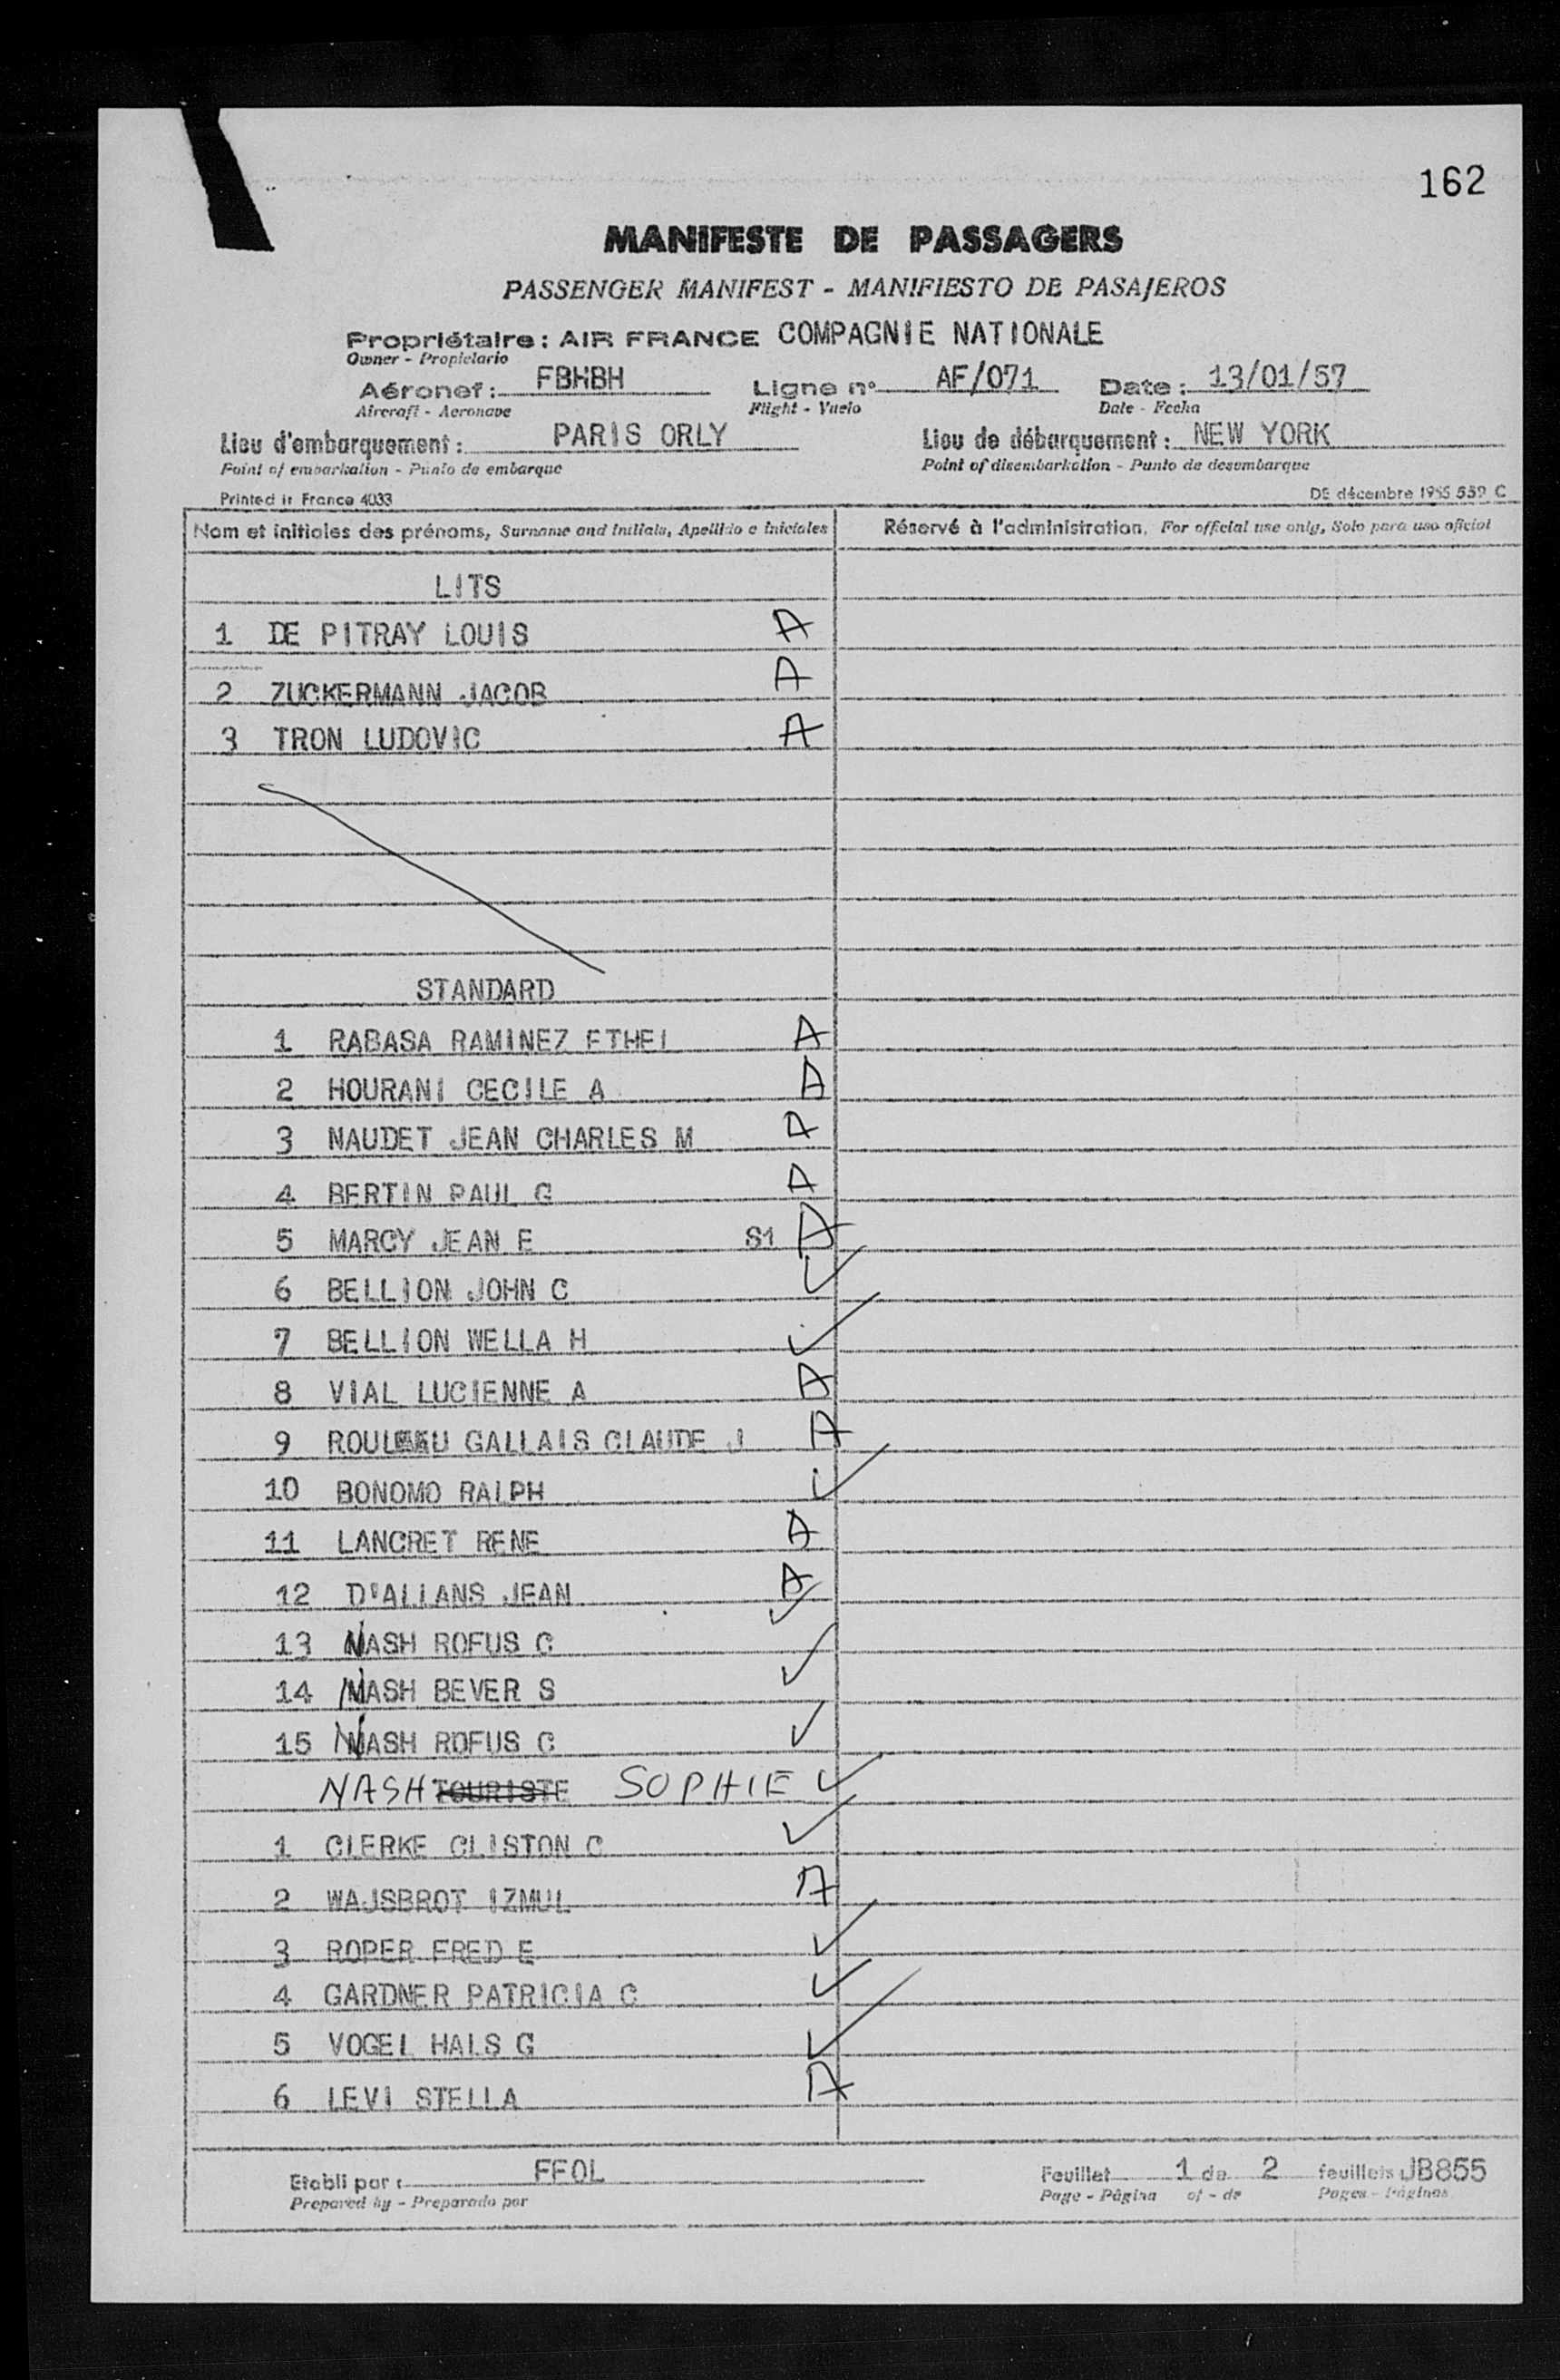 162
MANIFESTE DE PASSAGERS
PASSENGER MANIFEST - MANIFIESTO DE PASAJEROS
Propriétaire : AIR FRANCE COMPAGNIE NATIONALE
Owner - Propietario
Aéronef : FBHBH Ligne n° AF/071 Date : 13/01/57
Aircraft - Aeronave Flight - Vuelo Date - Fecha
Lieu d'embarquement : PARIS ORLY Lieu de débarquement : NEW YORK
Point of embarkation - Punto de embarque Point of disembarkation - Punto de desembarque
Printed in France 4033 DE décembre 1955 559 C
Nom et initiales des prénoms, Surname and initials, Apellido e iniciales Réservé à l'administration, For official use only, Solo para uso oficial
LITS
1 DE PITRAY LOUIS A
2 ZUCKERMANN JACOB A
3 TRON LUDOVIC A
STANDARD
1 RABASA RAMINEZ ETHEL A
2 HOURANI CECILE A A
3 NAUDET JEAN CHARLES M A
4 BERTIN PAUL G A
5 MARCY JEAN E S1 A
6 BELLION JOHN C ✓
7 BELLION WELLA H ✓
8 VIAL LUCIENNE A A
9 GALLAIS CLAUDE J A
10 BONOMO RALPH ✓
11 LANCRET RENE A
12 D'ALLANS JEAN A
13 NASH ROFUS C ✓
14 NASH BEVER S ✓
15 NASH ROFUS C ✓
NASH TOURISTE SOPHIE ✓
1 CLERKE CLISTON C ✓
2 WAJSBROT IZMUL A
3 ROPER FRED E ✓
4 GARDNER PATRICIA C ✓
5 VOGEL HALS G ✓
6 LEVI STELLA A
Etabli par : FFOL Feuillet 1 de 2 feuillets JB855
Prepared by - Preparado por Page - Página of - de Pages - Páginas